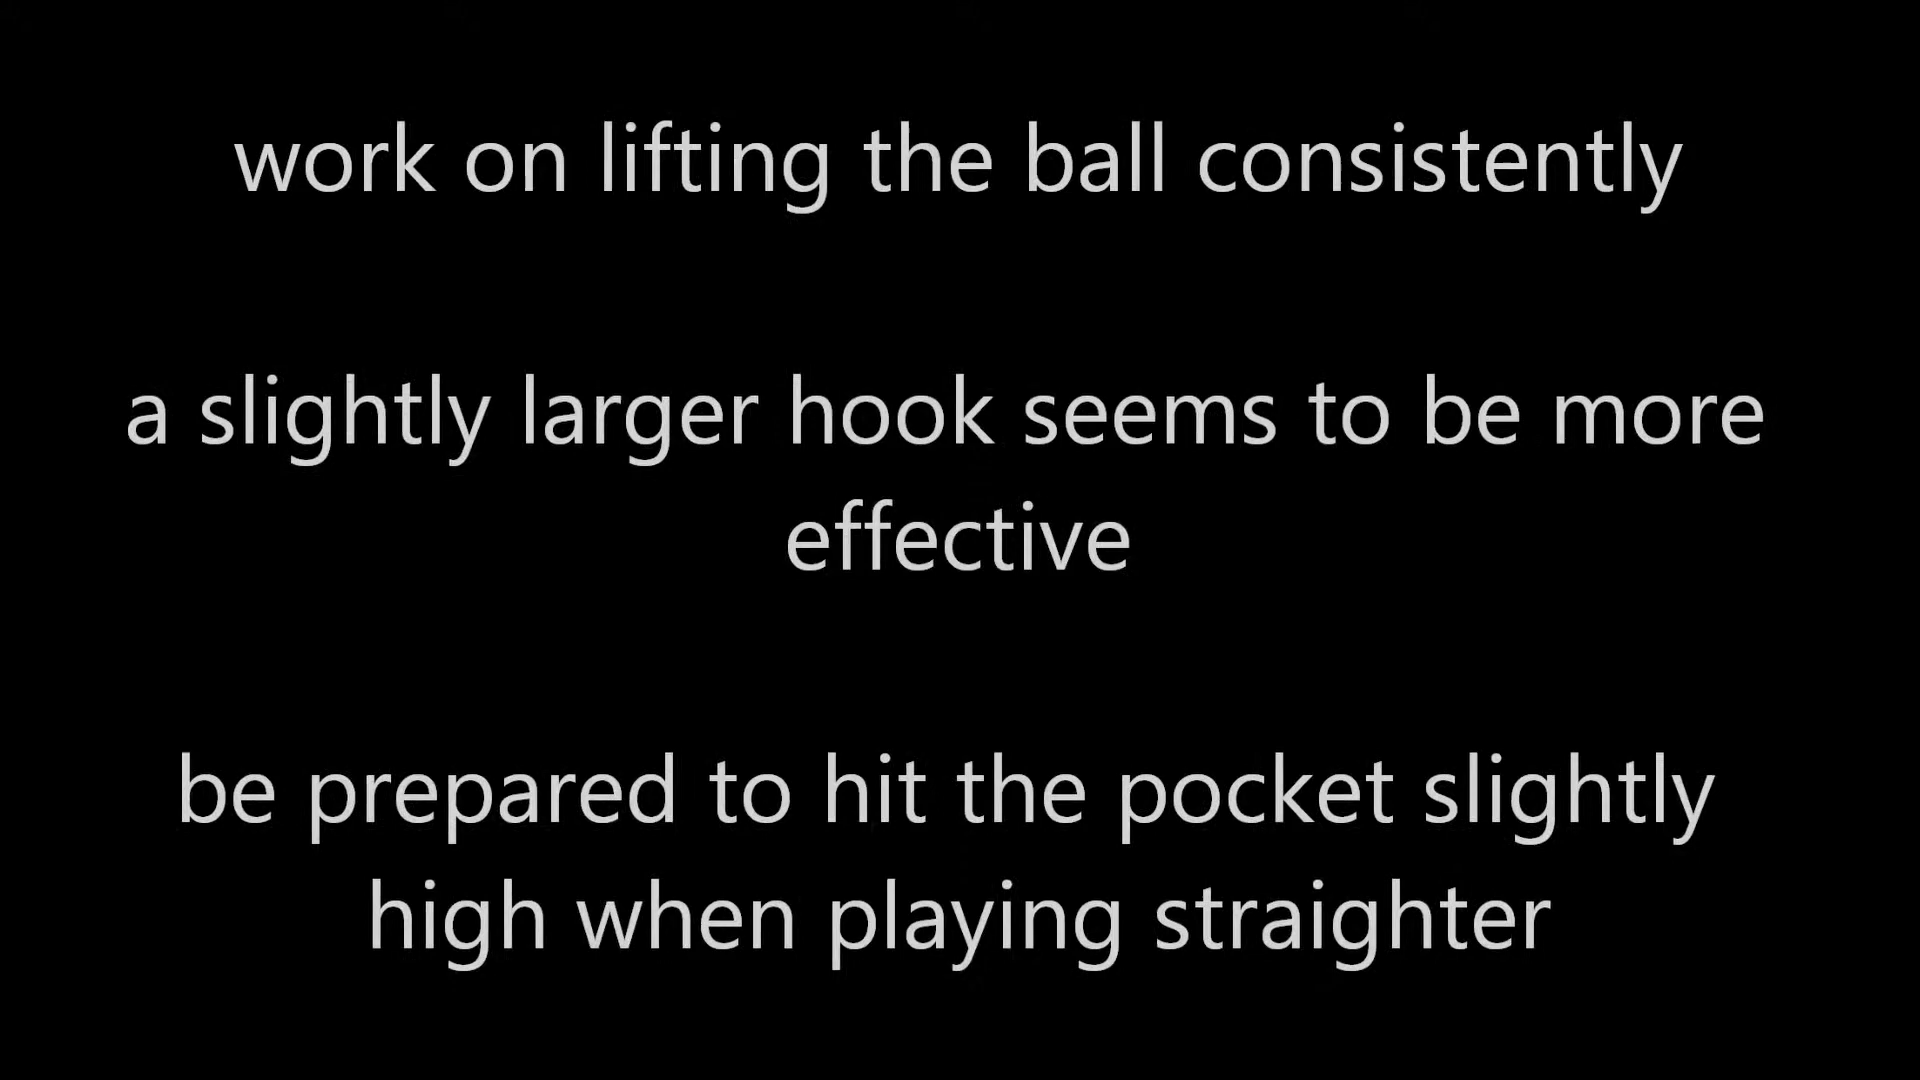 work on lifting the ball consistently
a slightly larger hook seems to be more
effective
be prepared to hit the pocket slightly
high when playing straighter